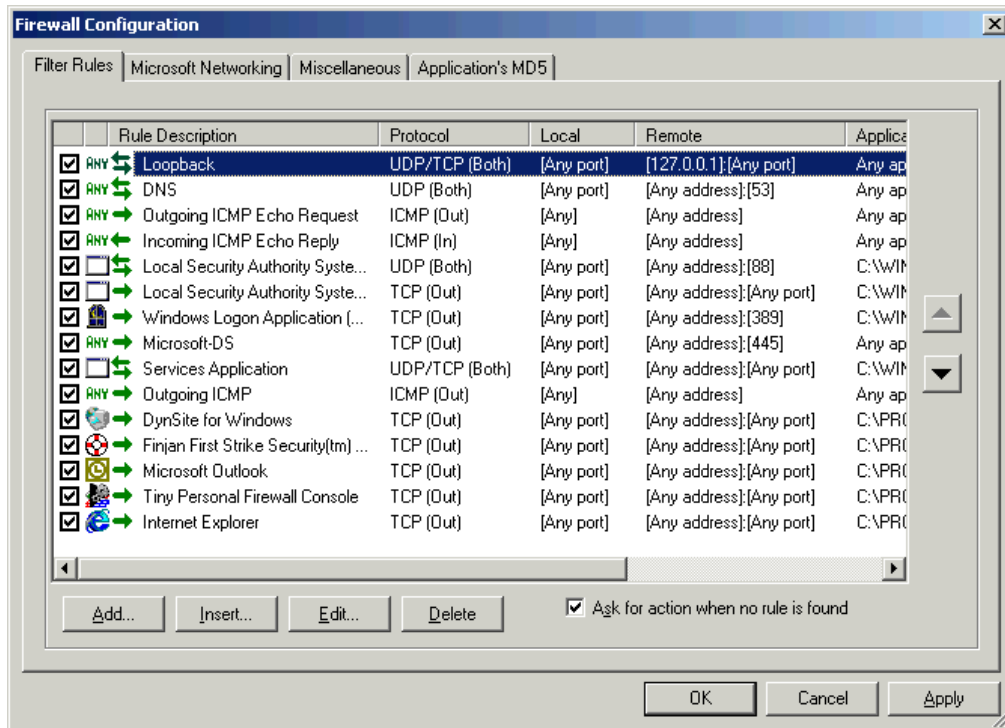 Firewall Configuration
Filter Rules Microsoft Networking Miscellaneous Application's MD5
Rule Description Protocol Local Remote Applica
ANY Loopback UDP/TCP (Both) [Any port] [127.0.0.1]:[Any port] Any ap
ANY DNS UDP (Both) [Any port] [Any address]:[53] Any ap
ANY Outgoing ICMP Echo Request ICMP (Out) [Any] [Any address] Any ap
ANY Incoming ICMP Echo Reply ICMP (In) [Any] [Any address] Any ap
Local Security Authority Syste... UDP (Both) [Any port] [Any address]:[88] C:\WIN
Local Security Authority Syste... TCP (Out) [Any port] [Any address]:[Any port] C:\WIN
Windows Logon Application (... TCP (Out) [Any port] [Any address]:[389] C:\WIN
ANY Microsoft-DS TCP (Out) [Any port] [Any address]:[445] Any ap
Services Application UDP/TCP (Both) [Any port] [Any address]:[Any port] C:\WIN
ANY Outgoing ICMP ICMP (Out) [Any] [Any address] Any ap
DynSite for Windows TCP (Out) [Any port] [Any address]:[Any port] C:\PRO
Finjan First Strike Security(tm) ... TCP (Out) [Any port] [Any address]:[Any port] C:\PRO
Microsoft Outlook TCP (Out) [Any port] [Any address]:[Any port] C:\PRO
Tiny Personal Firewall Console TCP (Out) [Any port] [Any address]:[Any port] C:\PRO
Internet Explorer TCP (Out) [Any port] [Any address]:[Any port] C:\PRO
Add... Insert... Edit... Delete Ask for action when no rule is found
OK Cancel Apply